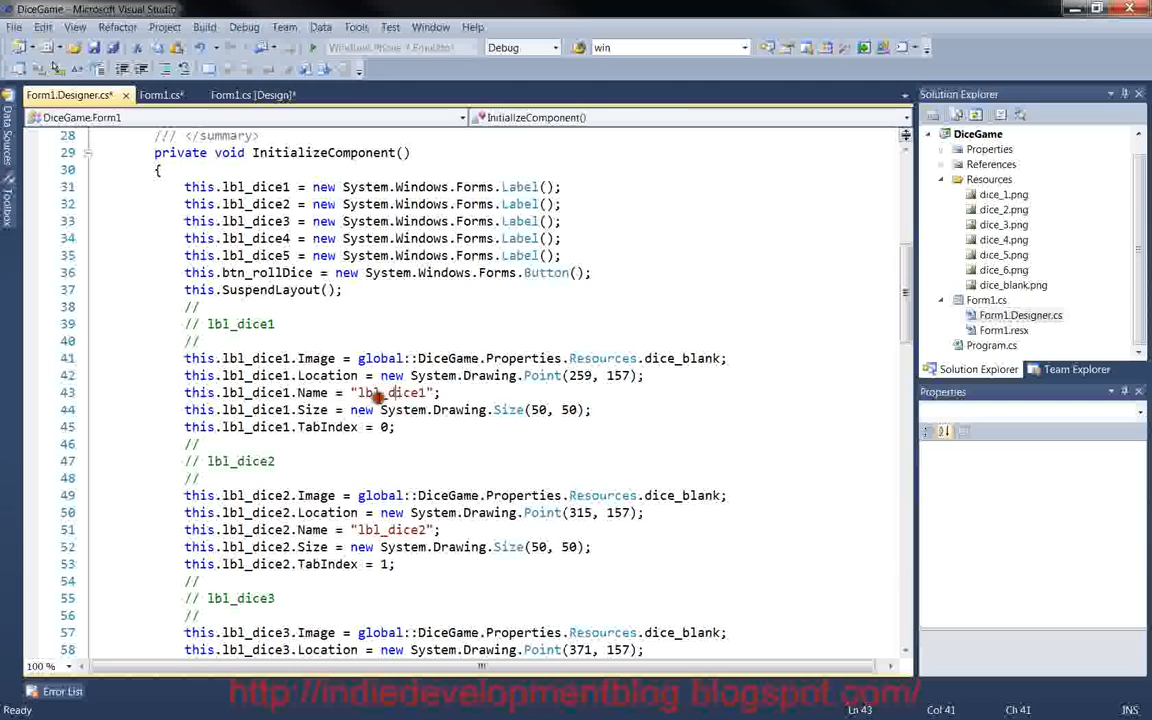 DiceGame - Microsoft Visual Studio
File Edit View Refactor Project Build Debug Team Data Tools Test Window Help
Windows Phone 7 Emulator Debug win
Form1.Designer.cs* Form1.cs* Form1.cs [Design]*
DiceGame.Form1 InitializeComponent()
28 /// </summary>
29 private void InitializeComponent()
30 {
31 this.lbl_dice1 = new System.Windows.Forms.Label();
32 this.lbl_dice2 = new System.Windows.Forms.Label();
33 this.lbl_dice3 = new System.Windows.Forms.Label();
34 this.lbl_dice4 = new System.Windows.Forms.Label();
35 this.lbl_dice5 = new System.Windows.Forms.Label();
36 this.btn_rollDice = new System.Windows.Forms.Button();
37 this.SuspendLayout();
38 //
39 // lbl_dice1
40 //
41 this.lbl_dice1.Image = global::DiceGame.Properties.Resources.dice_blank;
42 this.lbl_dice1.Location = new System.Drawing.Point(259, 157);
43 this.lbl_dice1.Name = "lbl_dice1";
44 this.lbl_dice1.Size = new System.Drawing.Size(50, 50);
45 this.lbl_dice1.TabIndex = 0;
46 //
47 // lbl_dice2
48 //
49 this.lbl_dice2.Image = global::DiceGame.Properties.Resources.dice_blank;
50 this.lbl_dice2.Location = new System.Drawing.Point(315, 157);
51 this.lbl_dice2.Name = "lbl_dice2";
52 this.lbl_dice2.Size = new System.Drawing.Size(50, 50);
53 this.lbl_dice2.TabIndex = 1;
54 //
55 // lbl_dice3
56 //
57 this.lbl_dice3.Image = global::DiceGame.Properties.Resources.dice_blank;
58 this.lbl_dice3.Location = new System.Drawing.Point(371, 157);
100 %
Data Sources
Toolbox
Solution Explorer
DiceGame
Properties
References
Resources
dice_1.png
dice_2.png
dice_3.png
dice_4.png
dice_5.png
dice_6.png
dice_blank.png
Form1.cs
Form1.Designer.cs
Form1.resx
Program.cs
Solution Explorer Team Explorer
Properties
Error List
http://indiedevelopmentblog.blogspot.com/
Ready Ln 43 Col 41 Ch 41 INS